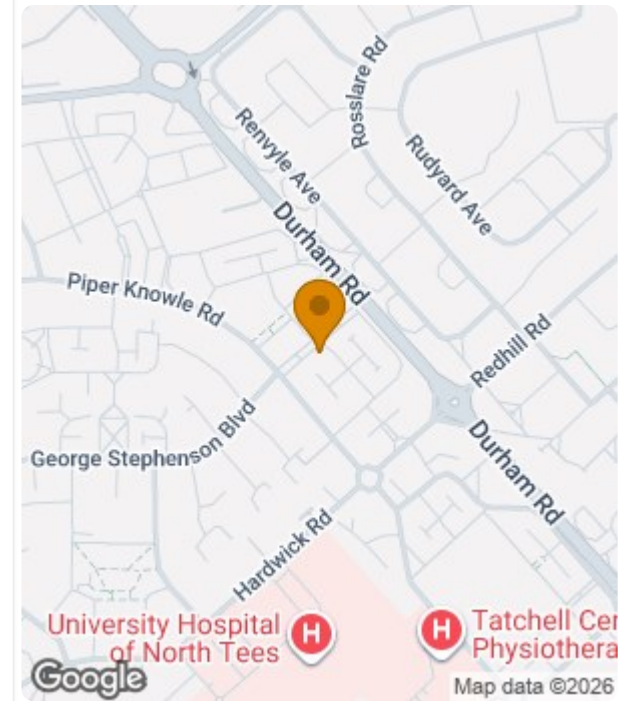 Rosslare Rd
Renvyle Ave
Rudyard Ave
Durham Rd
Piper Knowle Rd
Redhill Rd
George Stephenson Blvd
Durham Rd
Hardwick Rd
University Hospital
of North Tees
H
H
Tatchell Cer
Physiothera
Google
Map data ©2026